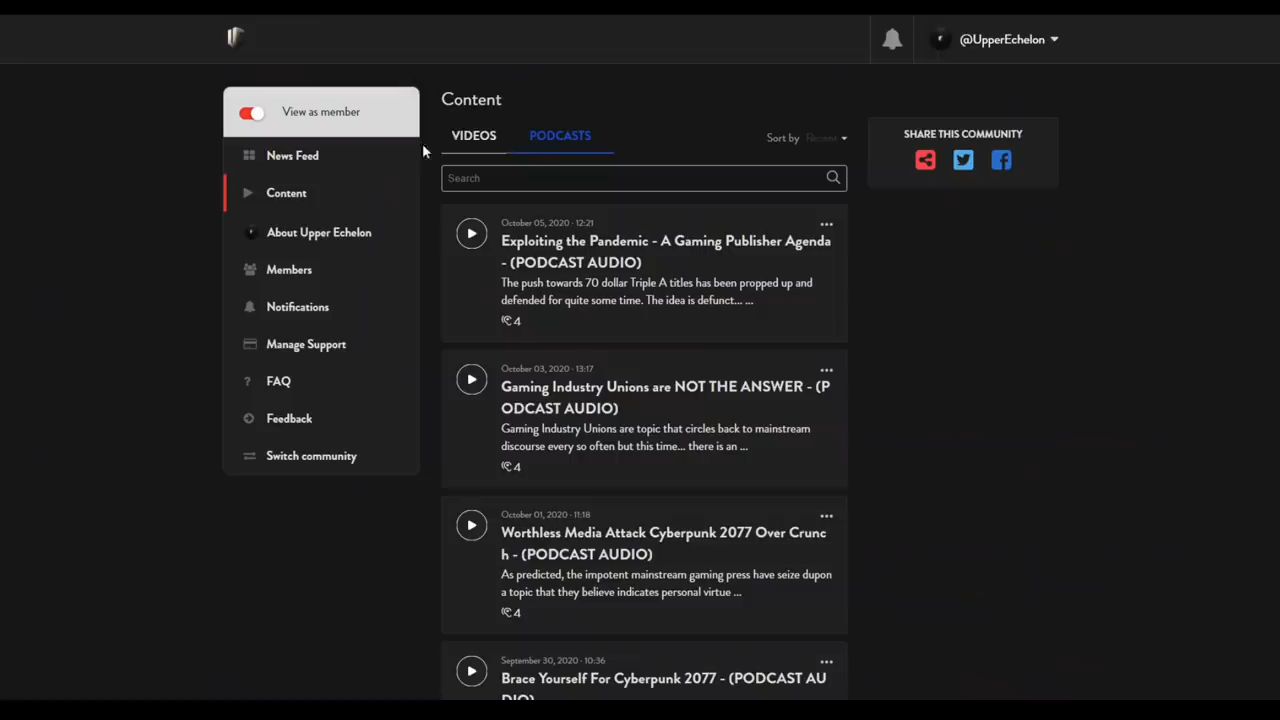 @UpperEchelon
View as member
News Feed
Content
About Upper Echelon
Members
Notifications
Manage Support
FAQ
Feedback
Switch community
Content
VIDEOS
PODCASTS
Sort by Recent
Search
October 05, 2020 · 12:21
Exploiting the Pandemic - A Gaming Publisher Agenda
- (PODCAST AUDIO)
The push towards 70 dollar Triple A titles has been propped up and
defended for quite some time. The idea is defunct... ...
4
October 03, 2020 · 13:17
Gaming Industry Unions are NOT THE ANSWER - (P
ODCAST AUDIO)
Gaming Industry Unions are topic that circles back to mainstream
discourse every so often but this time... there is an ...
4
October 01, 2020 · 11:18
Worthless Media Attack Cyberpunk 2077 Over Crunc
h - (PODCAST AUDIO)
As predicted, the impotent mainstream gaming press have seize dupon
a topic that they believe indicates personal virtue ...
4
September 30, 2020 · 10:36
Brace Yourself For Cyberpunk 2077 - (PODCAST AU
DIO)
SHARE THIS COMMUNITY